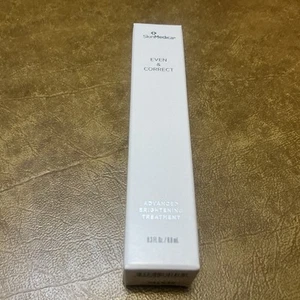 SkinMedica
EVEN
&
CORRECT
ADVANCED
BRIGHTENING
TREATMENT